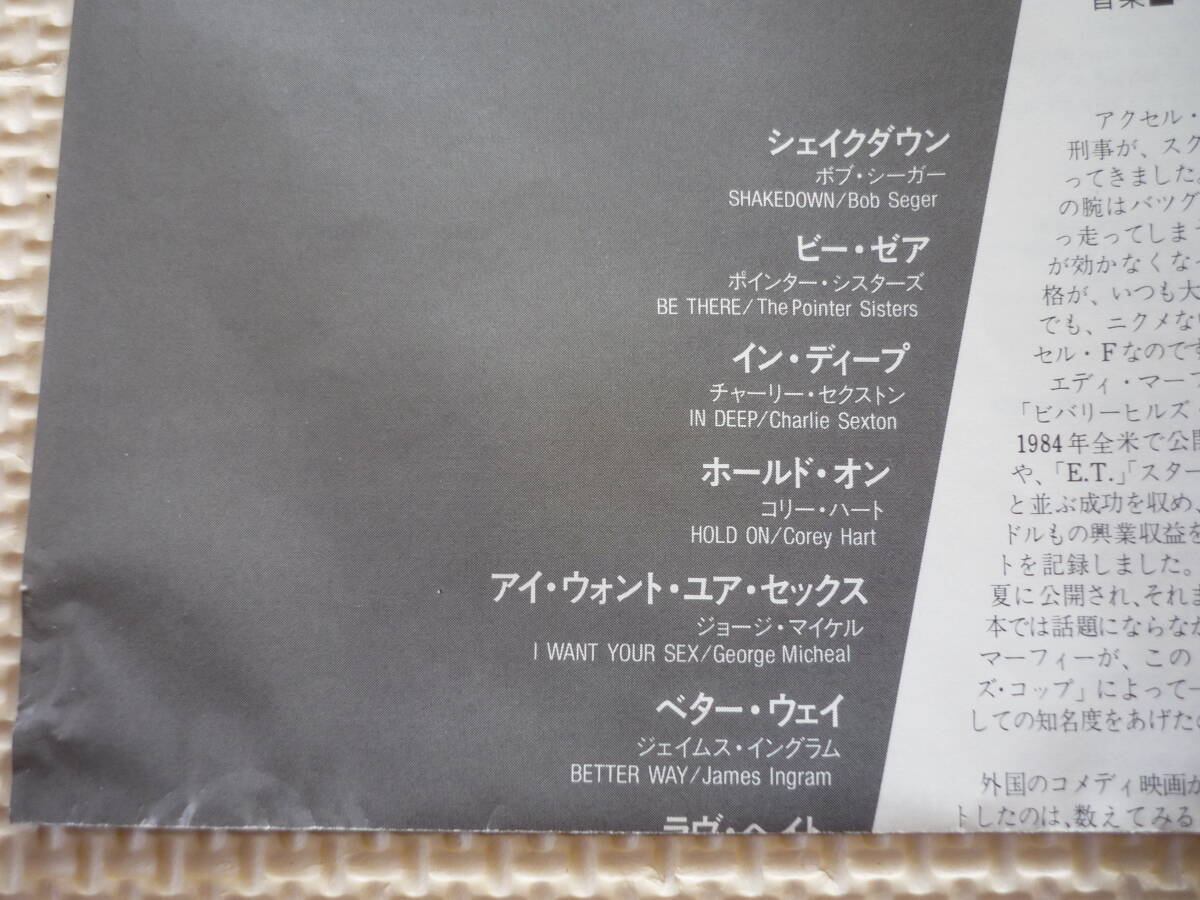 シェイクダウン
ボブ・シーガー
SHAKEDOWN/Bob Seger
ビー・ゼア
ポインター・シスターズ
BE THERE/The Pointer Sisters
イン・ディープ
チャーリー・セクストン
IN DEEP/Charlie Sexton
ホールド・オン
コリー・ハート
HOLD ON/Corey Hart
アイ・ウォント・ユア・セックス
ジョージ・マイケル
I WANT YOUR SEX/George Micheal
ベター・ウェイ
ジェイムス・イングラム
BETTER WAY/James Ingram
ラヴ・ヘイト
音楽■
アクセル・
刑事が、スク
ってきました。
の腕はバツグ
っ走ってしまう
が効かなくなっ
格が、いつも大
でも、ニクメない
セル・Fなのです
エディ・マーフ
「ビバリーヒルズ・
1984年全米で公開
や、「E.T.」「スター
と並ぶ成功を収め、
ドルもの興業収益を
トを記録しました。
夏に公開され、それま
本では話題にならなか
マーフィーが、この「
ズ・コップ」によって一
しての知名度をあげたの
外国のコメディ映画が
トしたのは、数えてみる